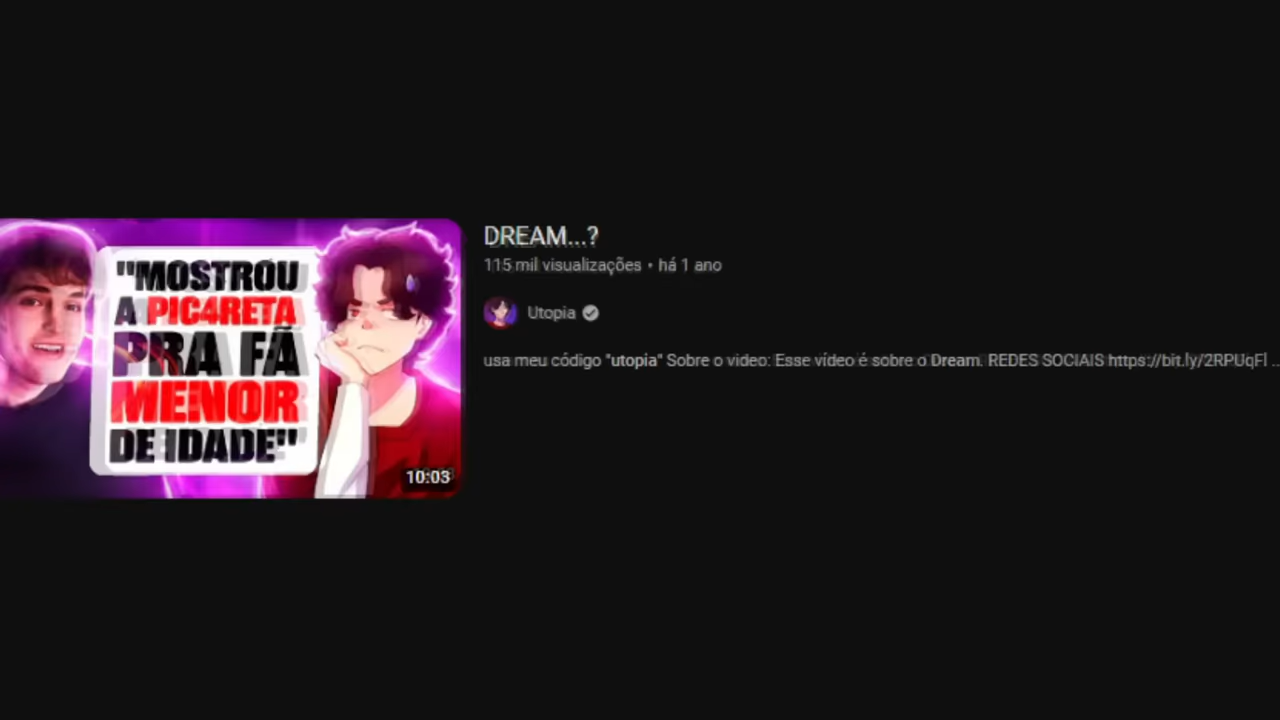 "MOSTROU
A PIC4RETA
PRA FÃ
MENOR
DE IDADE"
10:03
DREAM...?
115 mil visualizações • há 1 ano
Utopia
usa meu código "utopia" Sobre o video: Esse vídeo é sobre o Dream. REDES SOCIAIS https://bit.ly/2RPUqFl ...